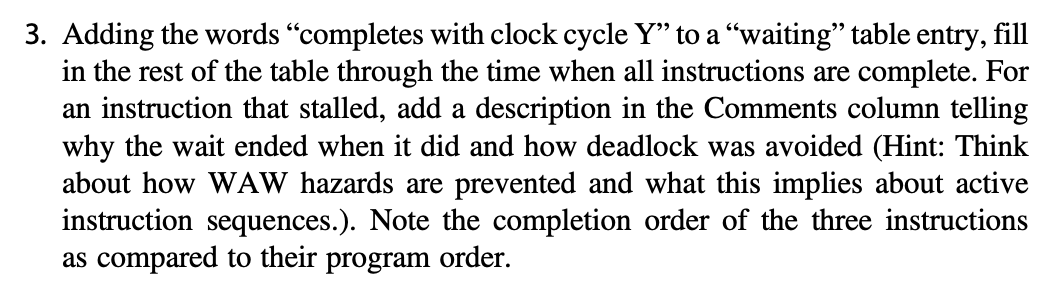 3. Adding the words “completes with clock cycle Y” to a “waiting” table entry, fill
in the rest of the table through the time when all instructions are complete. For
an instruction that stalled, add a description in the Comments column telling
why the wait ended when it did and how deadlock was avoided (Hint: Think
about how WAW hazards are prevented and what this implies about active
instruction sequences.). Note the completion order of the three instructions
as compared to their program order.